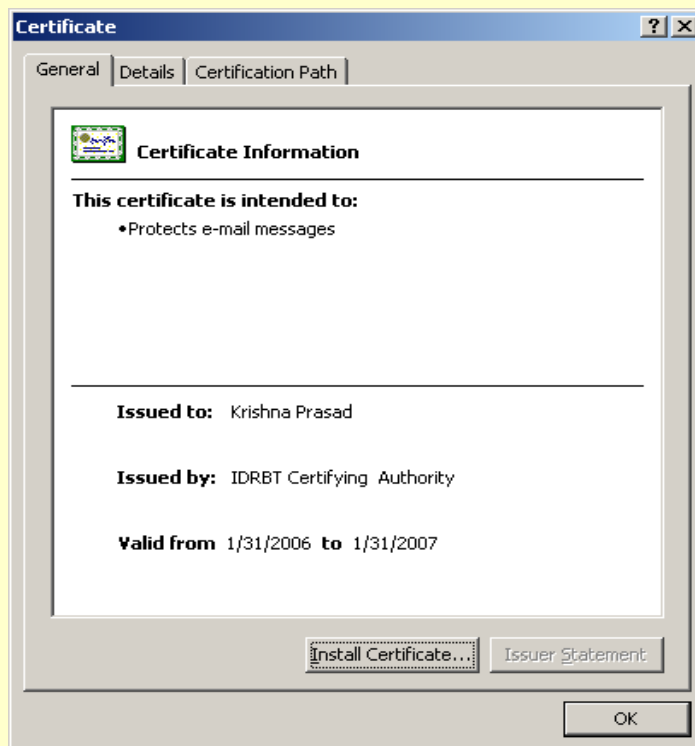 Certificate
General Details Certification Path
Certificate Information
This certificate is intended to:
•Protects e-mail messages
Issued to: Krishna Prasad
Issued by: IDRBT Certifying Authority
Valid from 1/31/2006 to 1/31/2007
Install Certificate... Issuer Statement
OK